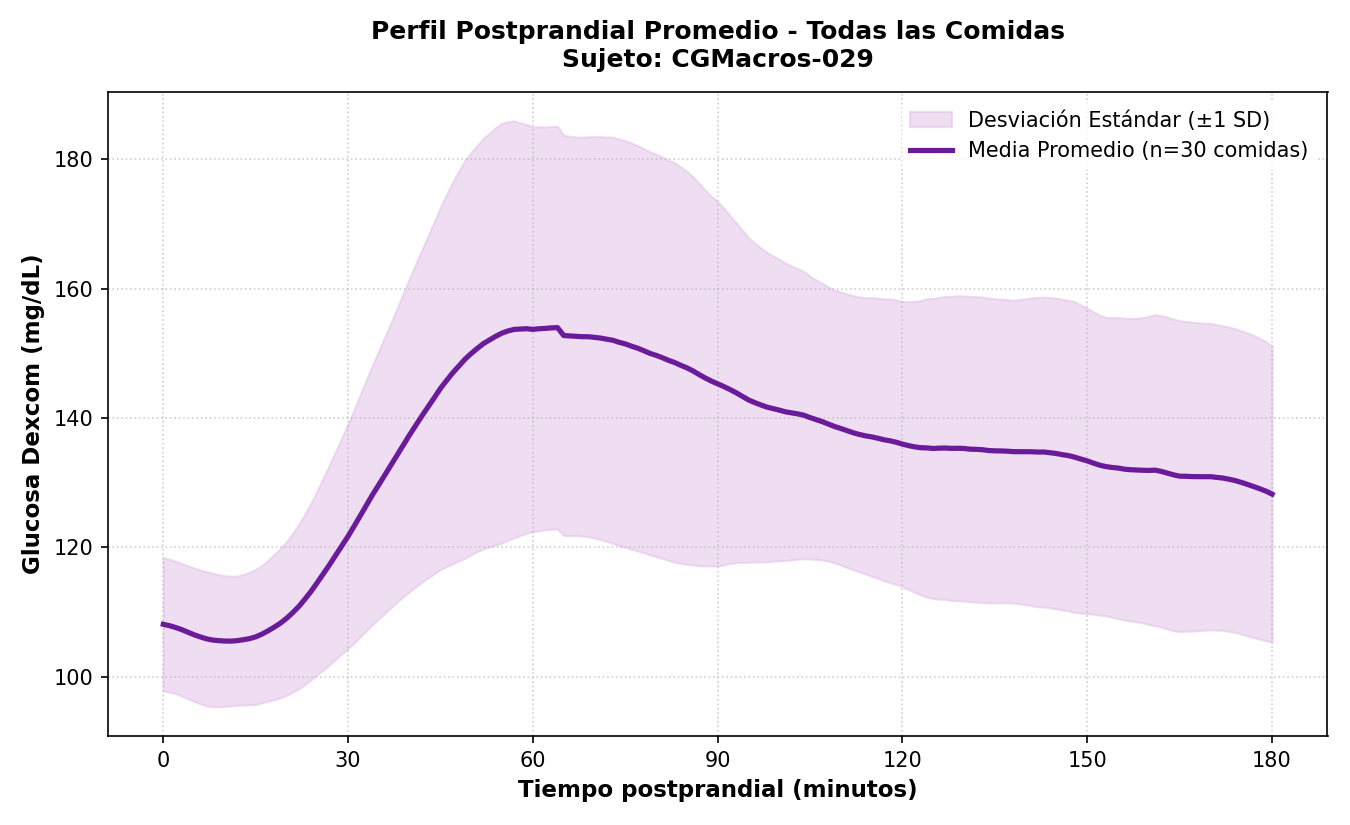 Perfil Postprandial Promedio - Todas las Comidas
Sujeto: CGMacros-029
Desviación Estándar (±1 SD)
Media Promedio (n=30 comidas)
Glucosa Dexcom (mg/dL)
180
160
140
120
100
0 30 60 90 120 150 180
Tiempo postprandial (minutos)